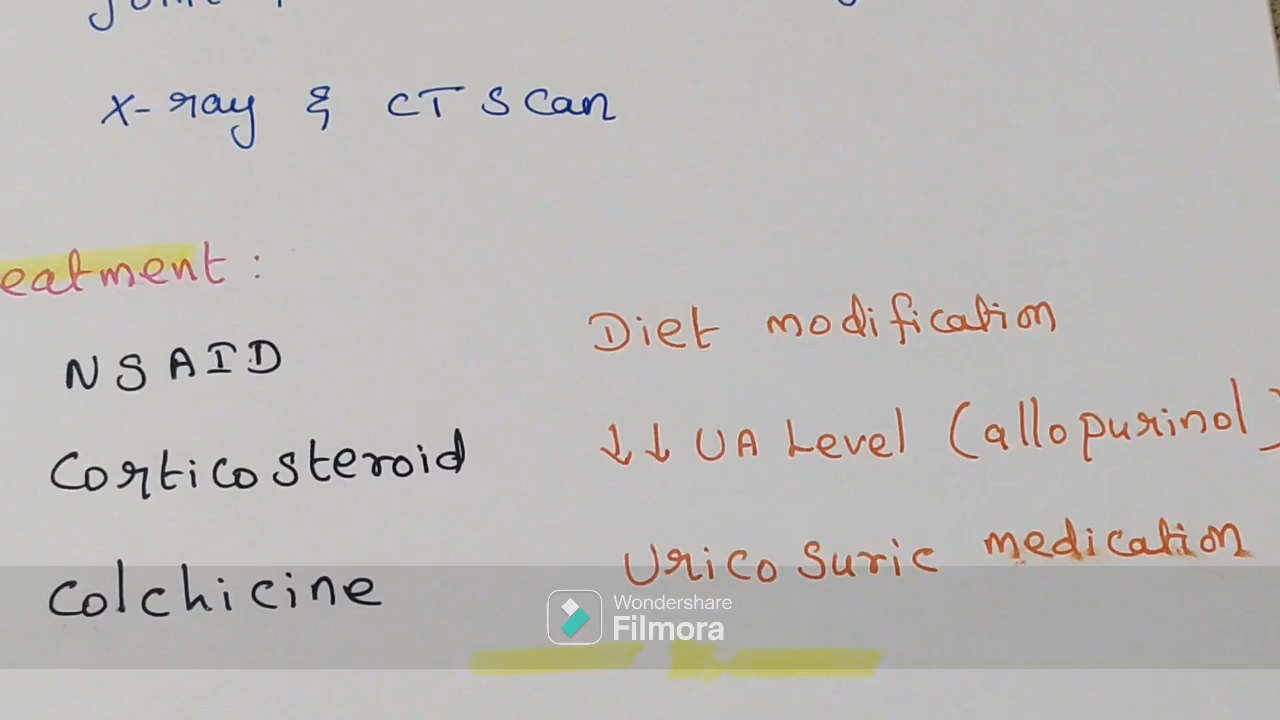 x-ray & CT Scan
eatment :
NSAID
Corticosteroid
Colchicine
Diet modification
↓↓ UA Level (allopurinol)
Uricosuric medication
Wondershare
Filmora